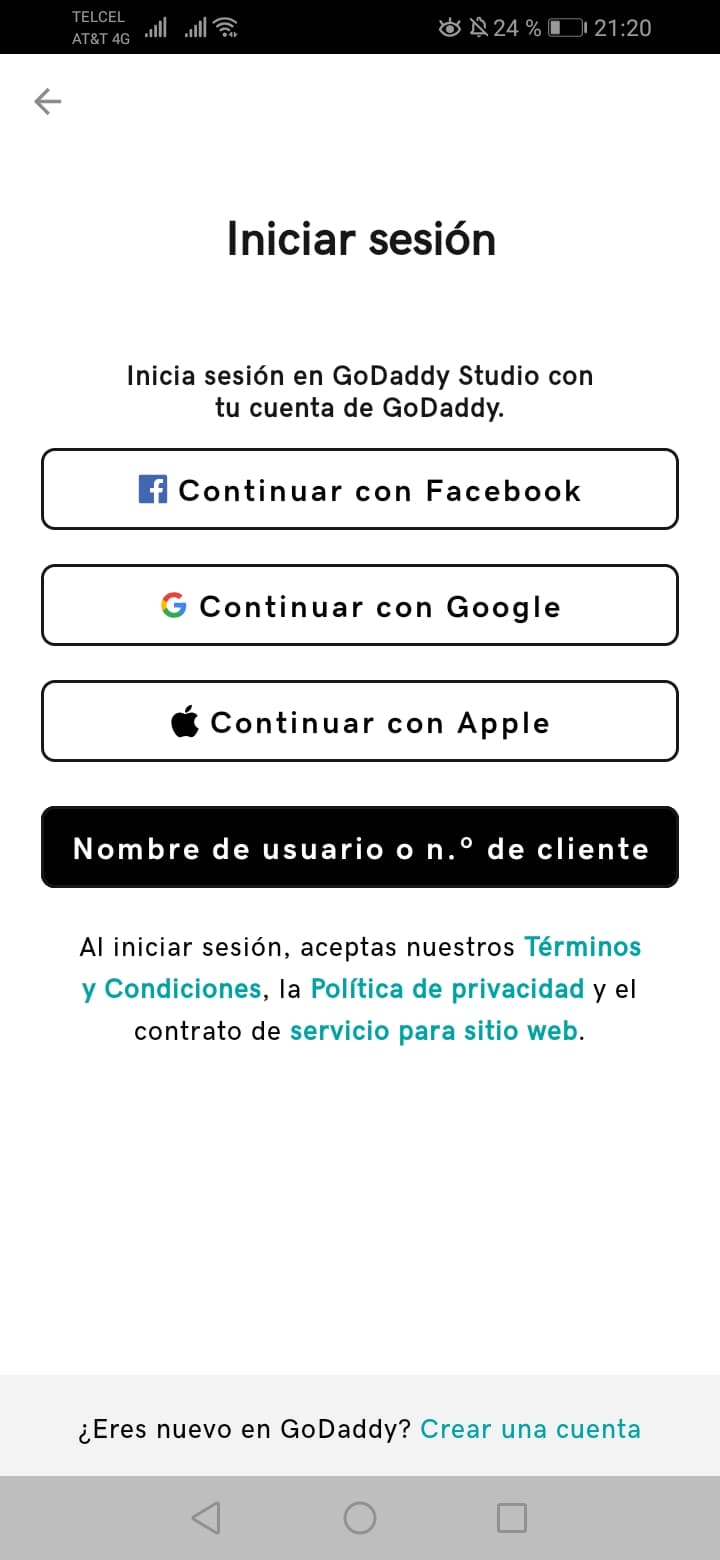 TELCEL
AT&T 4G
24 %
21:20
Iniciar sesión
Inicia sesión en GoDaddy Studio con
tu cuenta de GoDaddy.
Continuar con Facebook
Continuar con Google
Continuar con Apple
Nombre de usuario o n.º de cliente
Al iniciar sesión, aceptas nuestros Términos
y Condiciones, la Política de privacidad y el
contrato de servicio para sitio web.
¿Eres nuevo en GoDaddy? Crear una cuenta